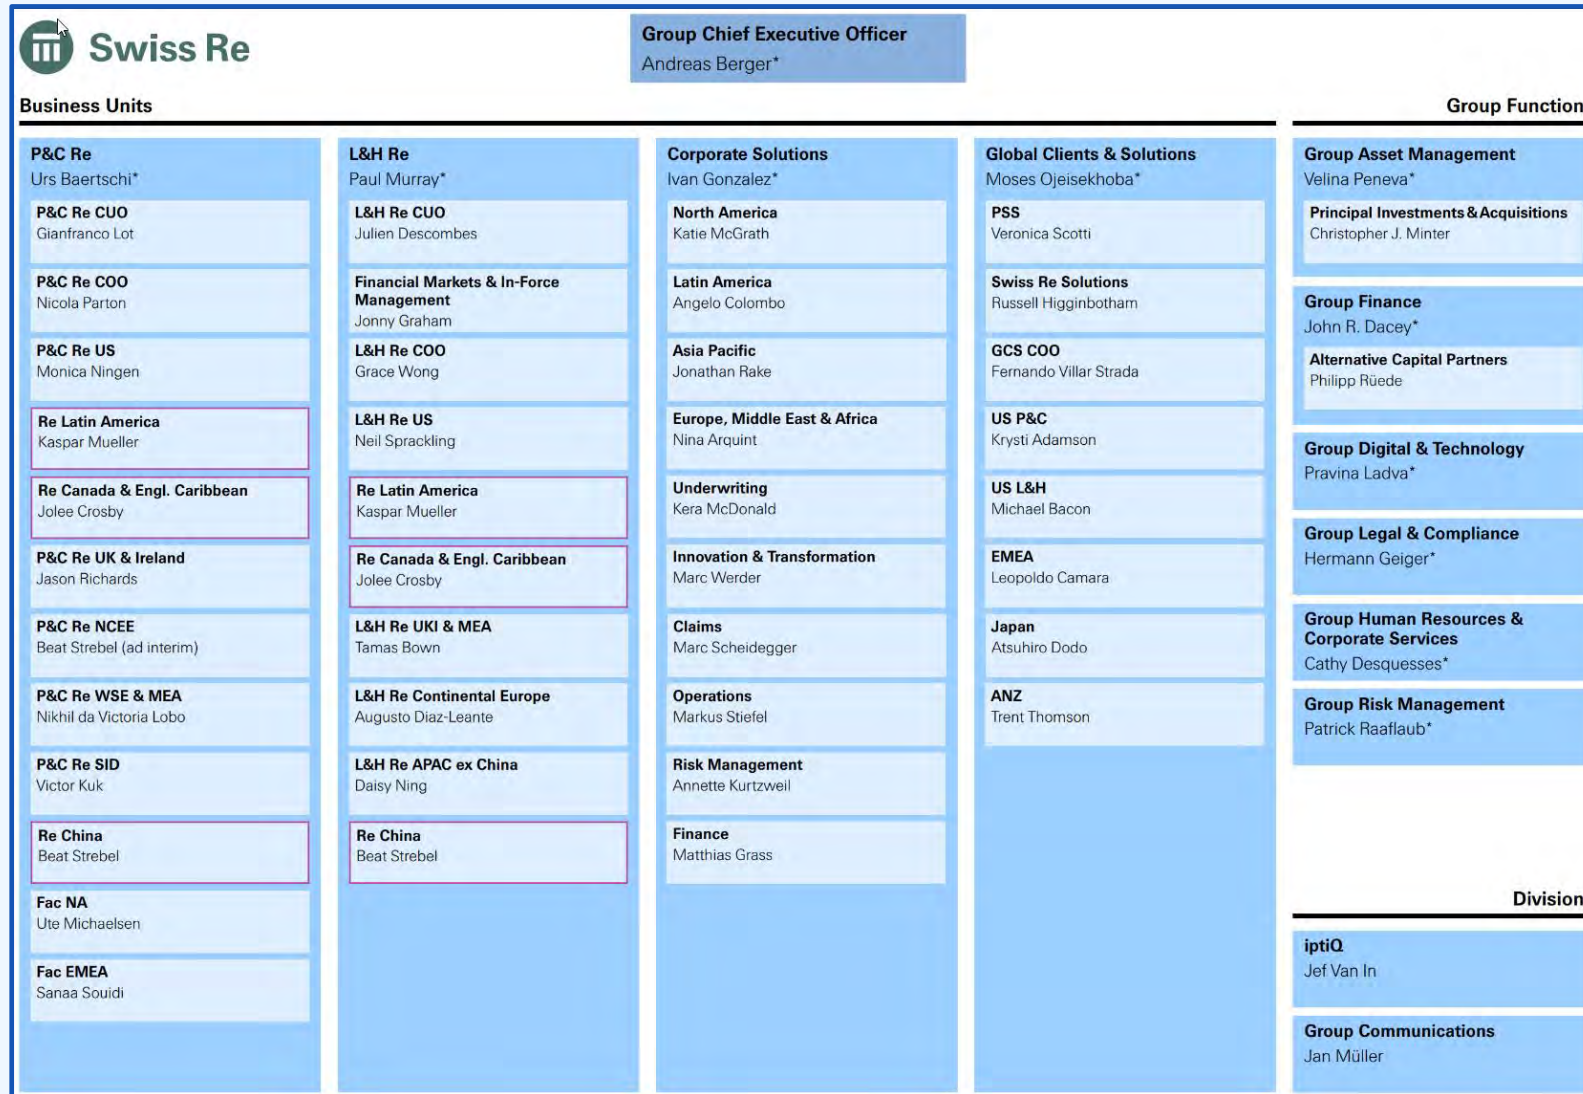 Swiss Re
Group Chief Executive Officer
Andreas Berger*
Business Units
Group Function
P&C Re
Urs Baertschi*
P&C Re CUO
Gianfranco Lot
P&C Re COO
Nicola Parton
P&C Re US
Monica Ningen
Re Latin America
Kaspar Mueller
Re Canada & Engl. Caribbean
Jolee Crosby
P&C Re UK & Ireland
Jason Richards
P&C Re NCEE
Beat Strebel (ad interim)
P&C Re WSE & MEA
Nikhil da Victoria Lobo
P&C Re SID
Victor Kuk
Re China
Beat Strebel
Fac NA
Ute Michaelsen
Fac EMEA
Sanaa Souidi
L&H Re
Paul Murray*
L&H Re CUO
Julien Descombes
Financial Markets & In-Force
Management
Jonny Graham
L&H Re COO
Grace Wong
L&H Re US
Neil Sprackling
Re Latin America
Kaspar Mueller
Re Canada & Engl. Caribbean
Jolee Crosby
L&H Re UKI & MEA
Tamas Bown
L&H Re Continental Europe
Augusto Diaz-Leante
L&H Re APAC ex China
Daisy Ning
Re China
Beat Strebel
Corporate Solutions
Ivan Gonzalez*
North America
Katie McGrath
Latin America
Angelo Colombo
Asia Pacific
Jonathan Rake
Europe, Middle East & Africa
Nina Arquint
Underwriting
Kera McDonald
Innovation & Transformation
Marc Werder
Claims
Marc Scheidegger
Operations
Markus Stiefel
Risk Management
Annette Kurtzweil
Finance
Matthias Grass
Global Clients & Solutions
Moses Ojeisekhoba*
PSS
Veronica Scotti
Swiss Re Solutions
Russell Higginbotham
GCS COO
Fernando Villar Strada
US P&C
Krysti Adamson
US L&H
Michael Bacon
EMEA
Leopoldo Camara
Japan
Atsuhiro Dodo
ANZ
Trent Thomson
Group Asset Management
Velina Peneva*
Principal Investments & Acquisitions
Christopher J. Minter
Group Finance
John R. Dacey*
Alternative Capital Partners
Philipp Rüede
Group Digital & Technology
Pravina Ladva*
Group Legal & Compliance
Hermann Geiger*
Group Human Resources &
Corporate Services
Cathy Desquesses*
Group Risk Management
Patrick Raaflaub*
Division
iptiQ
Jef Van In
Group Communications
Jan Müller